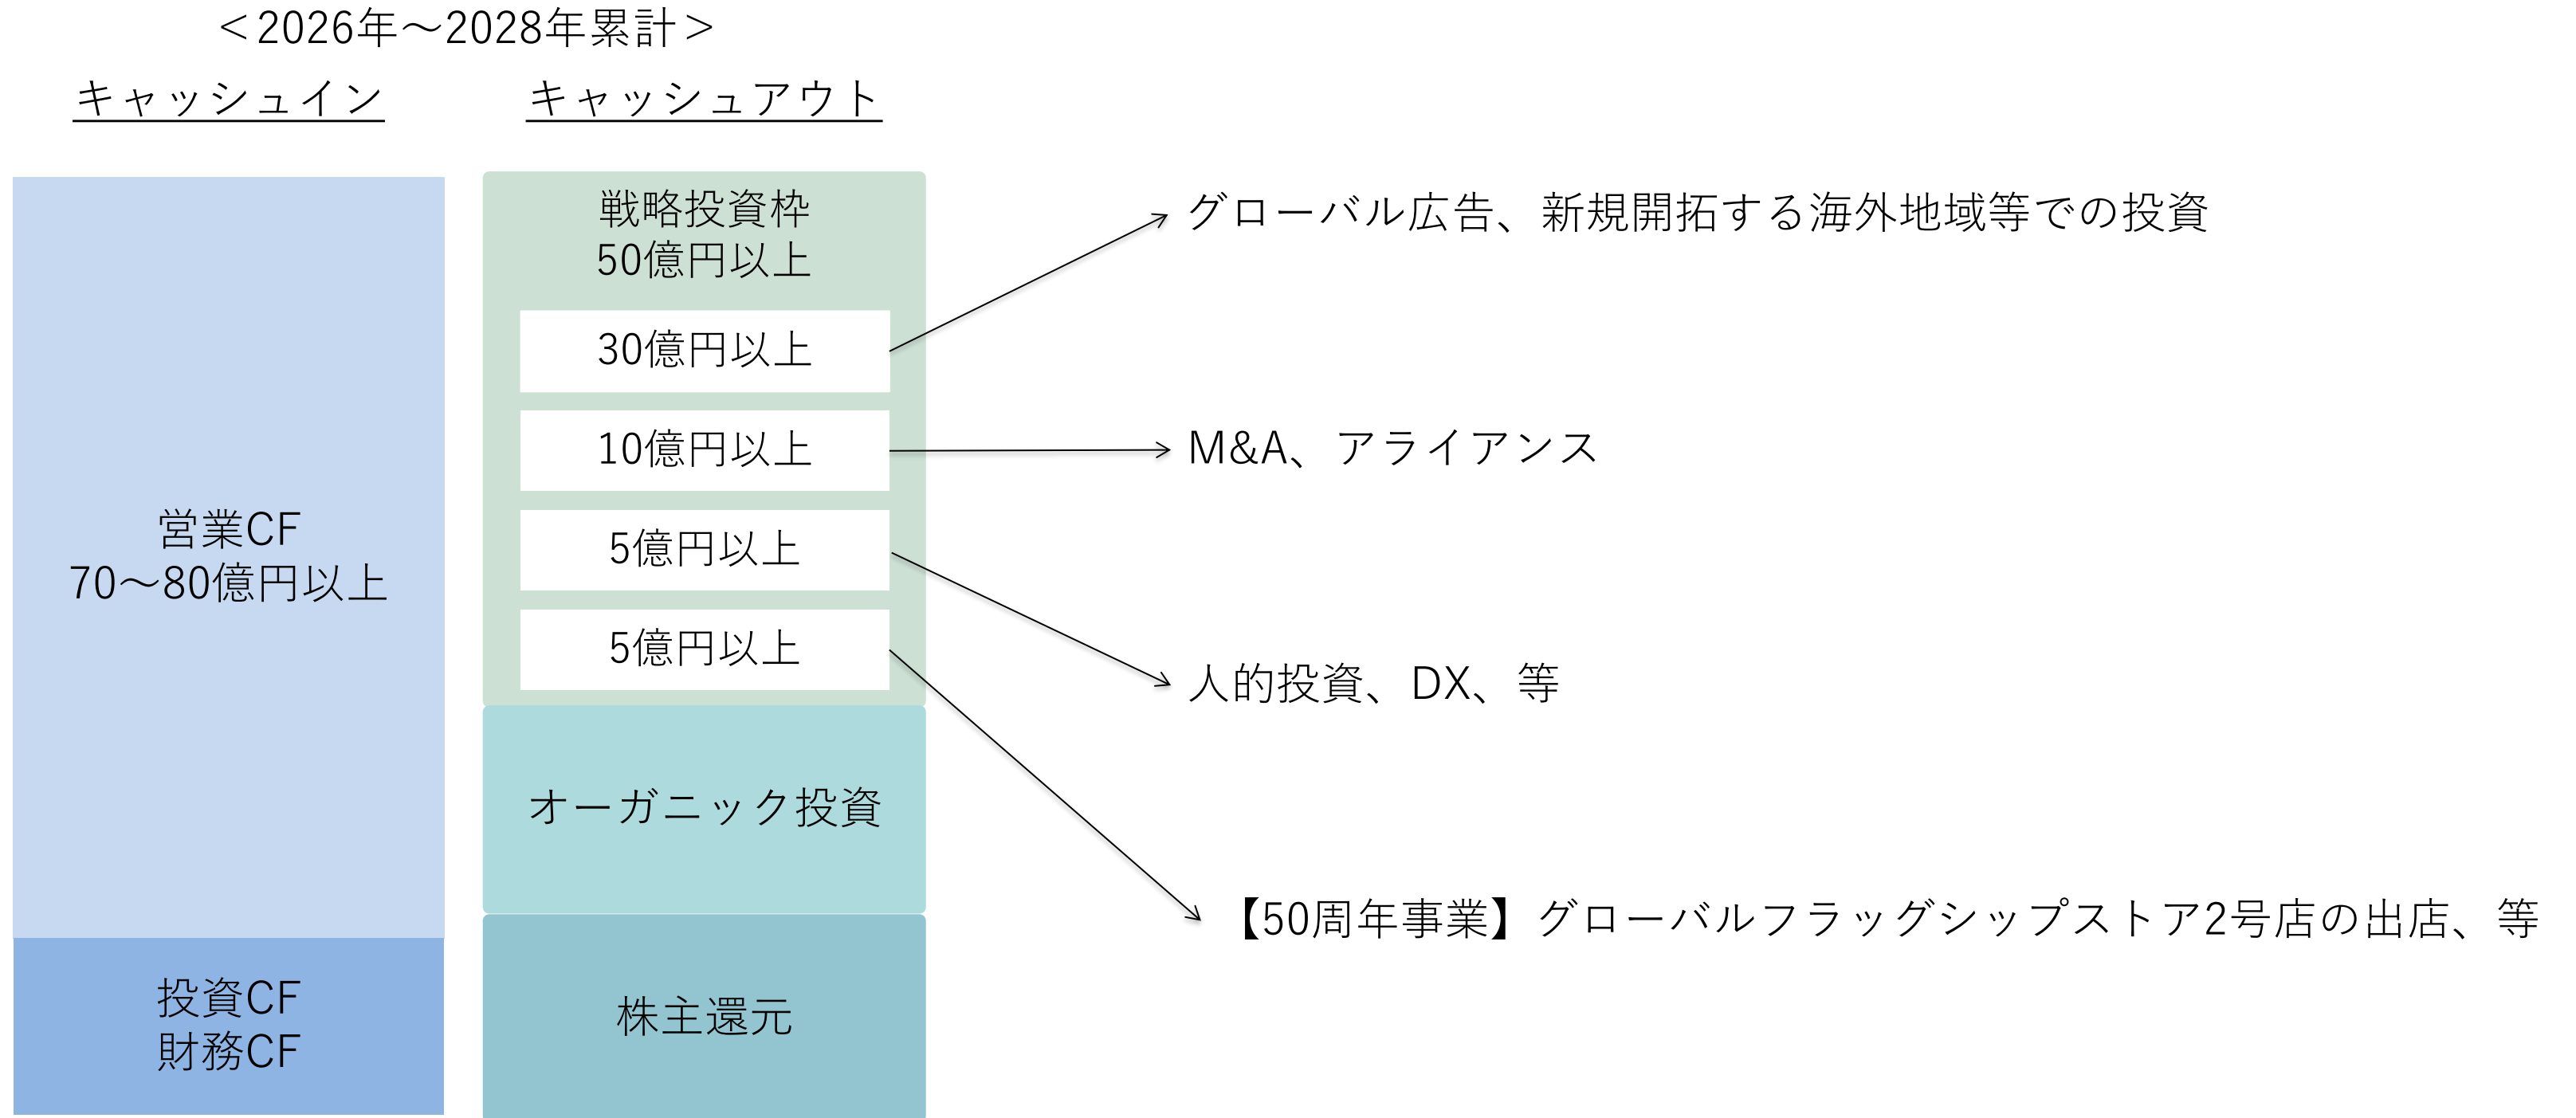 ＜2026年～2028年累計＞
キャッシュイン
キャッシュアウト
営業CF
70～80億円以上
投資CF
財務CF
戦略投資枠
50億円以上
30億円以上
10億円以上
5億円以上
5億円以上
オーガニック投資
株主還元
グローバル広告、新規開拓する海外地域等での投資
M&A、アライアンス
人的投資、DX、等
【50周年事業】グローバルフラッグシップストア2号店の出店、等